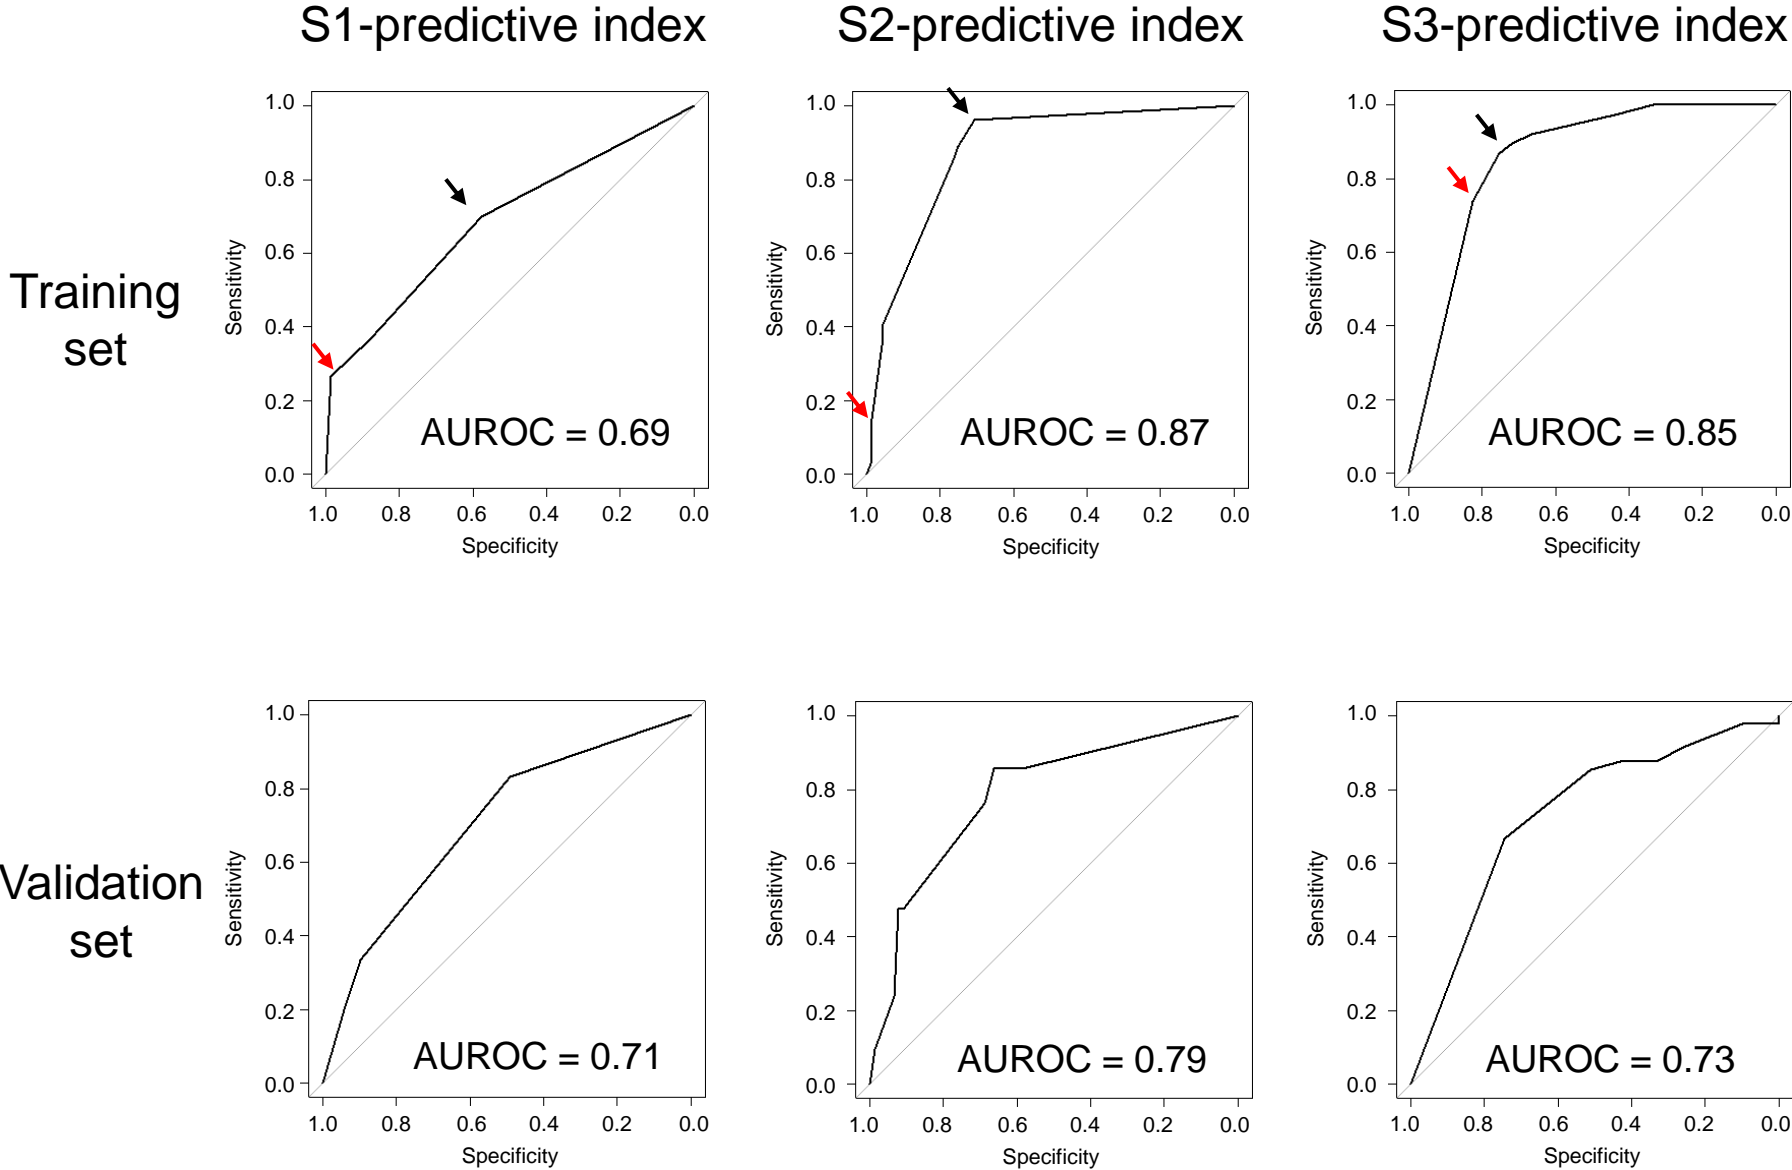 S1-predictive index
S2-predictive index
S3-predictive index
Training
set
1.0
0.8
0.6
0.4
0.2
0.0
Sensitivity
AUROC = 0.69
1.0 0.8 0.6 0.4 0.2 0.0
Specificity
1.0
0.8
0.6
0.4
0.2
0.0
Sensitivity
AUROC = 0.87
1.0 0.8 0.6 0.4 0.2 0.0
Specificity
1.0
0.8
0.6
0.4
0.2
0.0
Sensitivity
AUROC = 0.85
1.0 0.8 0.6 0.4 0.2 0.0
Specificity
Validation
set
1.0
0.8
0.6
0.4
0.2
0.0
Sensitivity
AUROC = 0.71
1.0 0.8 0.6 0.4 0.2 0.0
Specificity
1.0
0.8
0.6
0.4
0.2
0.0
Sensitivity
AUROC = 0.79
1.0 0.8 0.6 0.4 0.2 0.0
Specificity
1.0
0.8
0.6
0.4
0.2
0.0
Sensitivity
AUROC = 0.73
1.0 0.8 0.6 0.4 0.2 0.0
Specificity